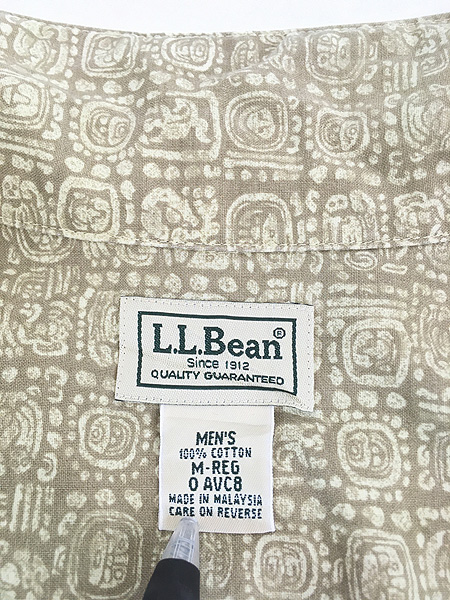 L.L.Bean®
Since 1912
QUALITY GUARANTEED
MEN'S
100% COTTON
M-REG
0 AVC8
MADE IN MALAYSIA
CARE ON REVERSE